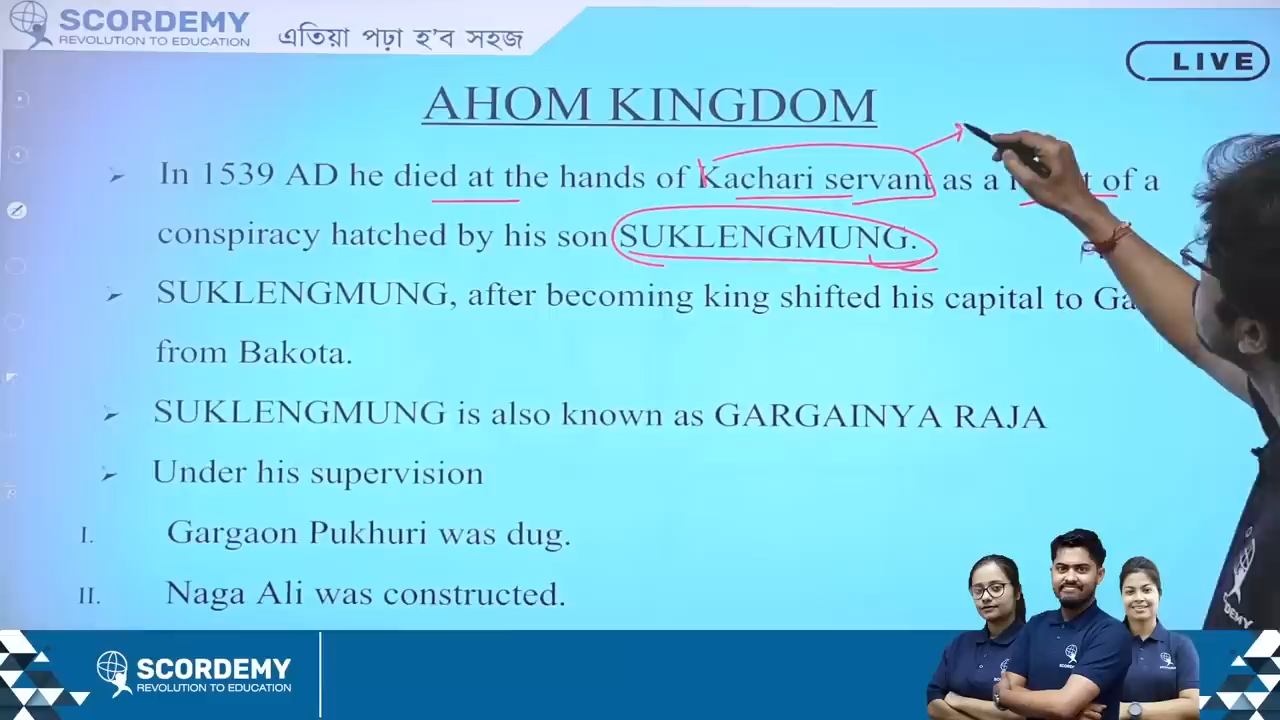 SCORDEMY
REVOLUTION TO EDUCATION
এতিয়া পঢ়া হ'ব সহজ
LIVE
AHOM KINGDOM
➢ In 1539 AD he died at the hands of Kachari servant as a of a
conspiracy hatched by his son SUKLENGMUNG.
➢ SUKLENGMUNG, after becoming king shifted his capital to
from Bakota.
➢ SUKLENGMUNG is also known as GARGAINYA RAJA
➢ Under his supervision
I. Gargaon Pukhuri was dug.
II. Naga Ali was constructed.
SCORDEMY
REVOLUTION TO EDUCATION